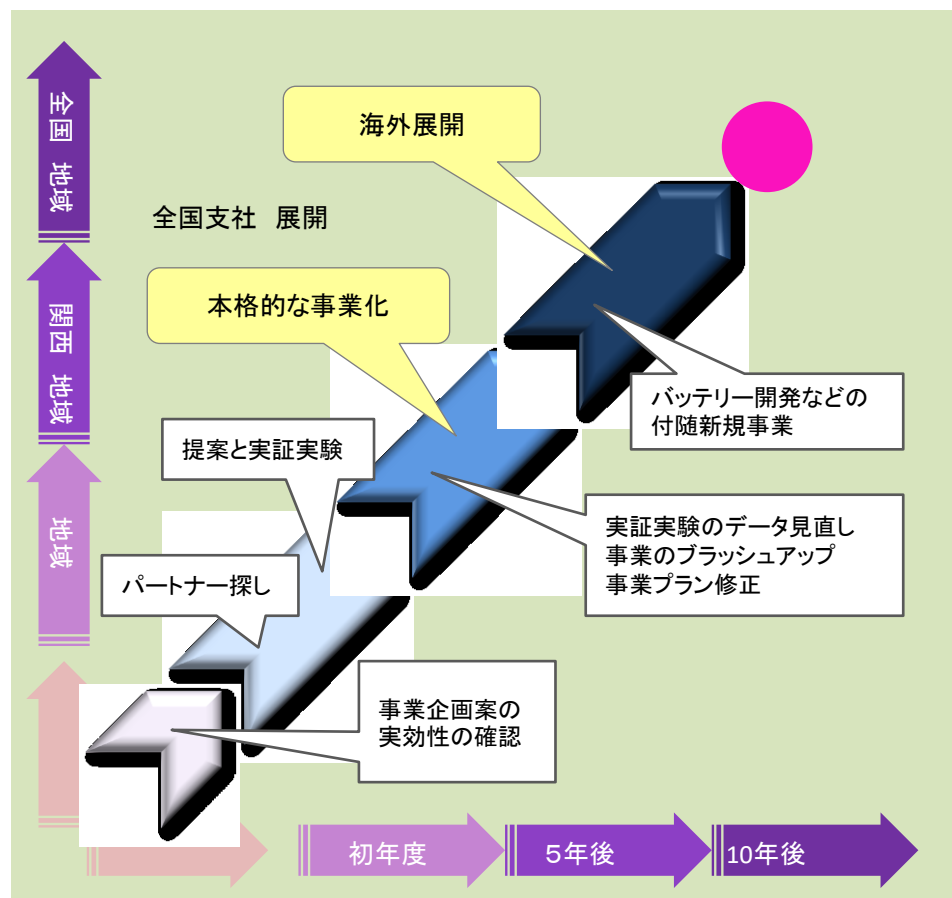 全国 地域
海外展開
全国支社 展開
関西 地域
本格的な事業化
バッテリー開発などの
付随新規事業
提案と実証実験
地域
実証実験のデータ見直し
事業のブラッシュアップ
事業プラン修正
パートナー探し
事業企画案の
実効性の確認
初年度
５年後
10年後